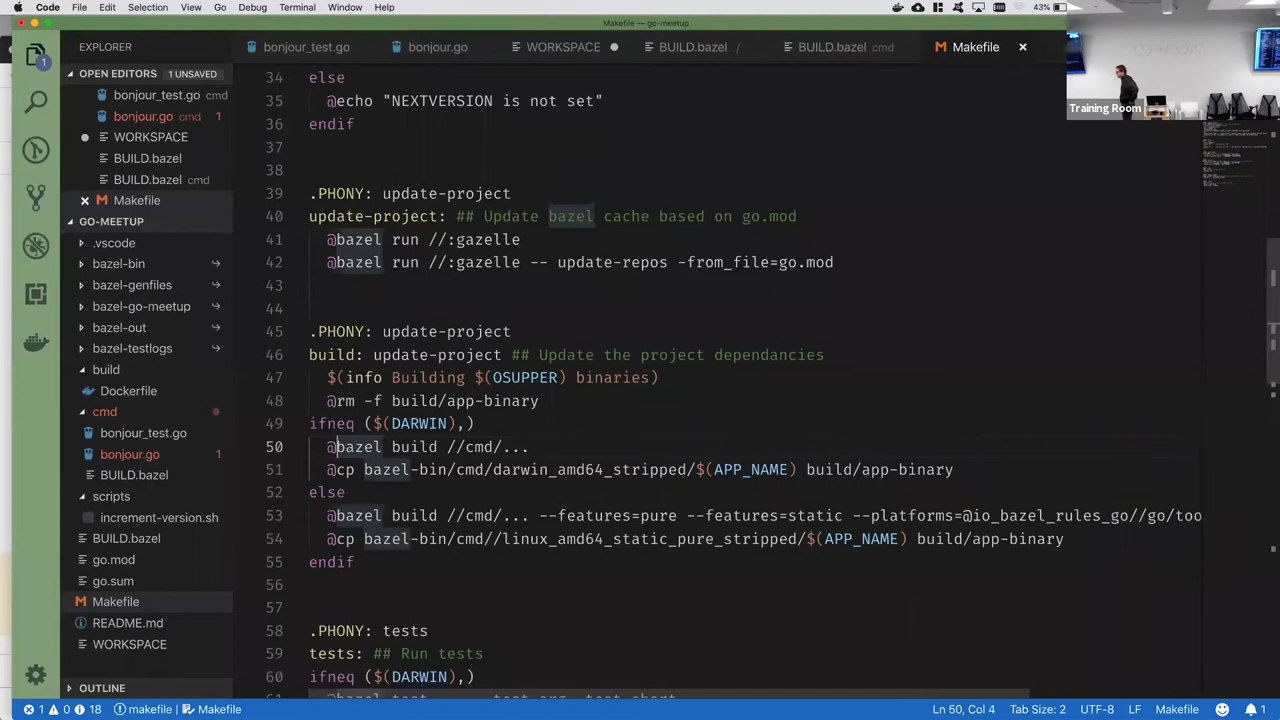 Code File Edit Selection View Go Debug Terminal Window Help 43%
Makefile — go-meetup
EXPLORER
bonjour_test.go bonjour.go WORKSPACE BUILD.bazel / BUILD.bazel cmd Makefile
OPEN EDITORS 1 UNSAVED
bonjour_test.go cmd
bonjour.go cmd 1
WORKSPACE
BUILD.bazel
BUILD.bazel cmd
Makefile
GO-MEETUP
.vscode
bazel-bin
bazel-genfiles
bazel-go-meetup
bazel-out
bazel-testlogs
build
Dockerfile
cmd
bonjour_test.go
bonjour.go 1
BUILD.bazel
scripts
increment-version.sh
BUILD.bazel
go.mod
go.sum
Makefile
README.md
WORKSPACE
OUTLINE
1
34 else
35 @echo "NEXTVERSION is not set"
36 endif
37
38
39 .PHONY: update-project
40 update-project: ## Update bazel cache based on go.mod
41 @bazel run //:gazelle
42 @bazel run //:gazelle -- update-repos -from_file=go.mod
43
44
45 .PHONY: update-project
46 build: update-project ## Update the project dependancies
47 $(info Building $(OSUPPER) binaries)
48 @rm -f build/app-binary
49 ifneq ($(DARWIN),)
50 @bazel build //cmd/...
51 @cp bazel-bin/cmd/darwin_amd64_stripped/$(APP_NAME) build/app-binary
52 else
53 @bazel build //cmd/... --features=pure --features=static --platforms=@io_bazel_rules_go//go/too
54 @cp bazel-bin/cmd//linux_amd64_static_pure_stripped/$(APP_NAME) build/app-binary
55 endif
56
57
58 .PHONY: tests
59 tests: ## Run tests
60 ifneq ($(DARWIN),)
Training Room
1 0 18 makefile Makefile Ln 50, Col 4 Tab Size: 2 UTF-8 LF Makefile 1